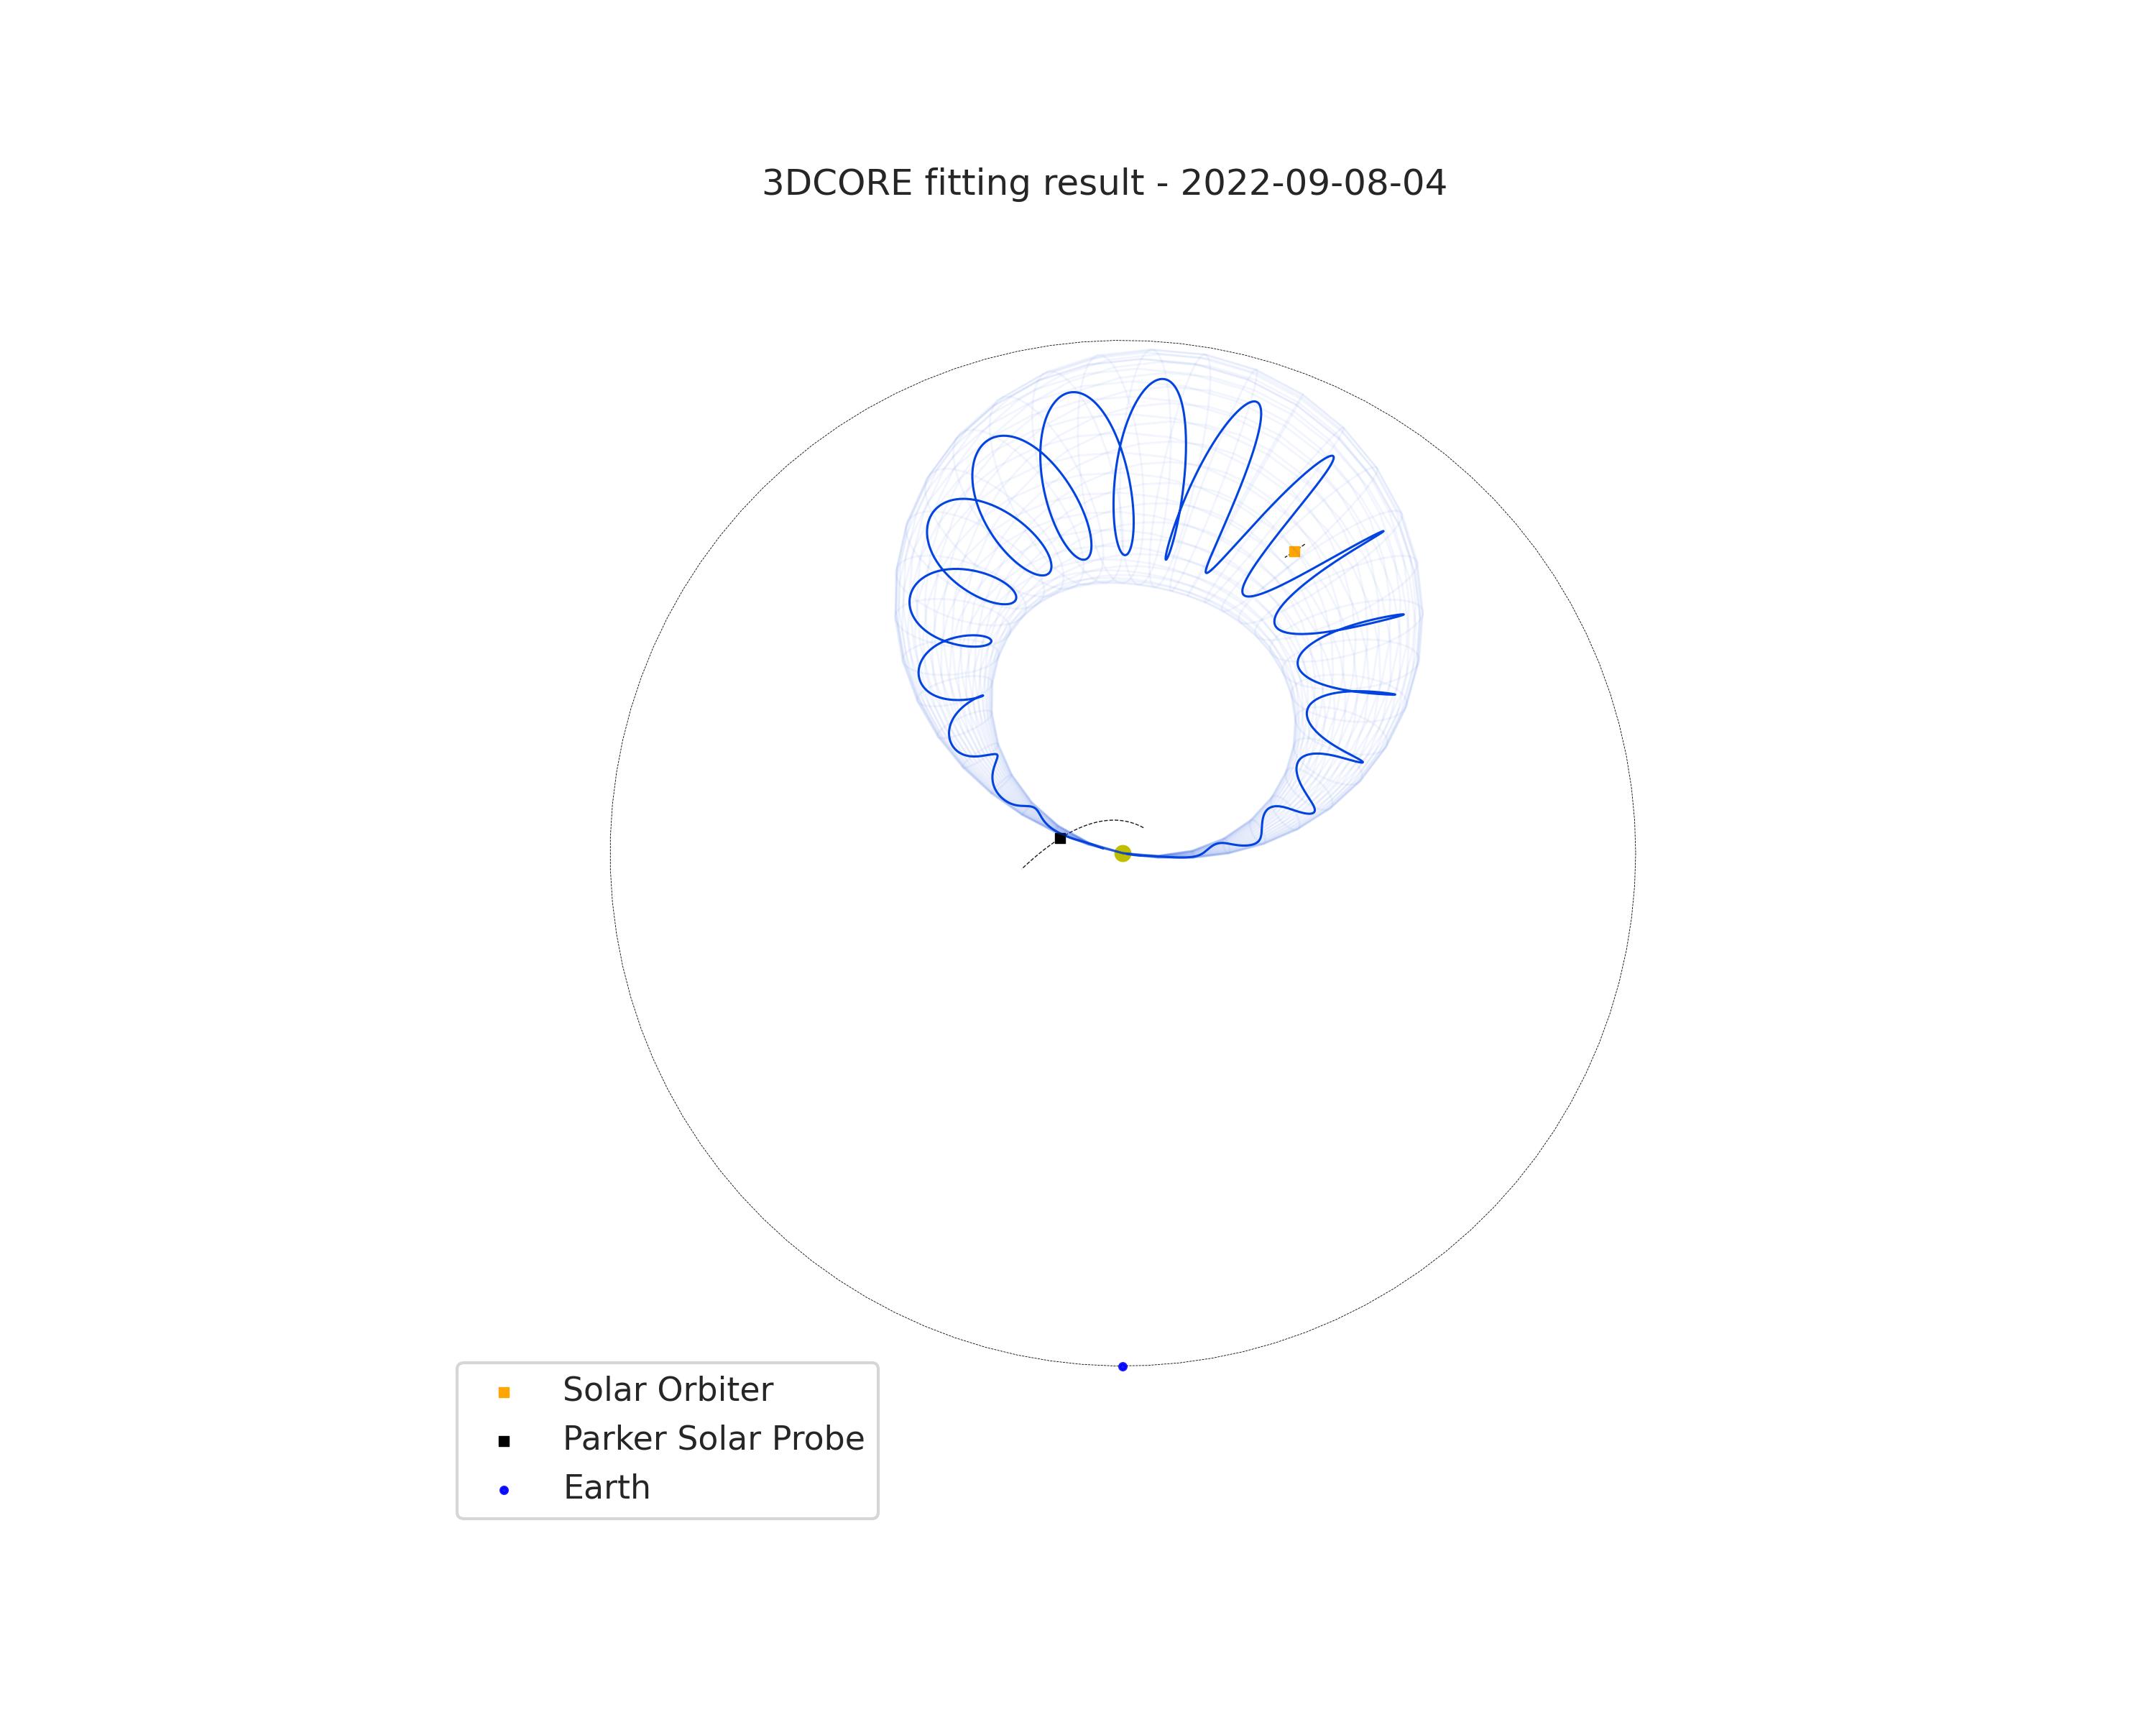 3DCORE fitting result - 2022-09-08-04
Solar Orbiter
Parker Solar Probe
Earth